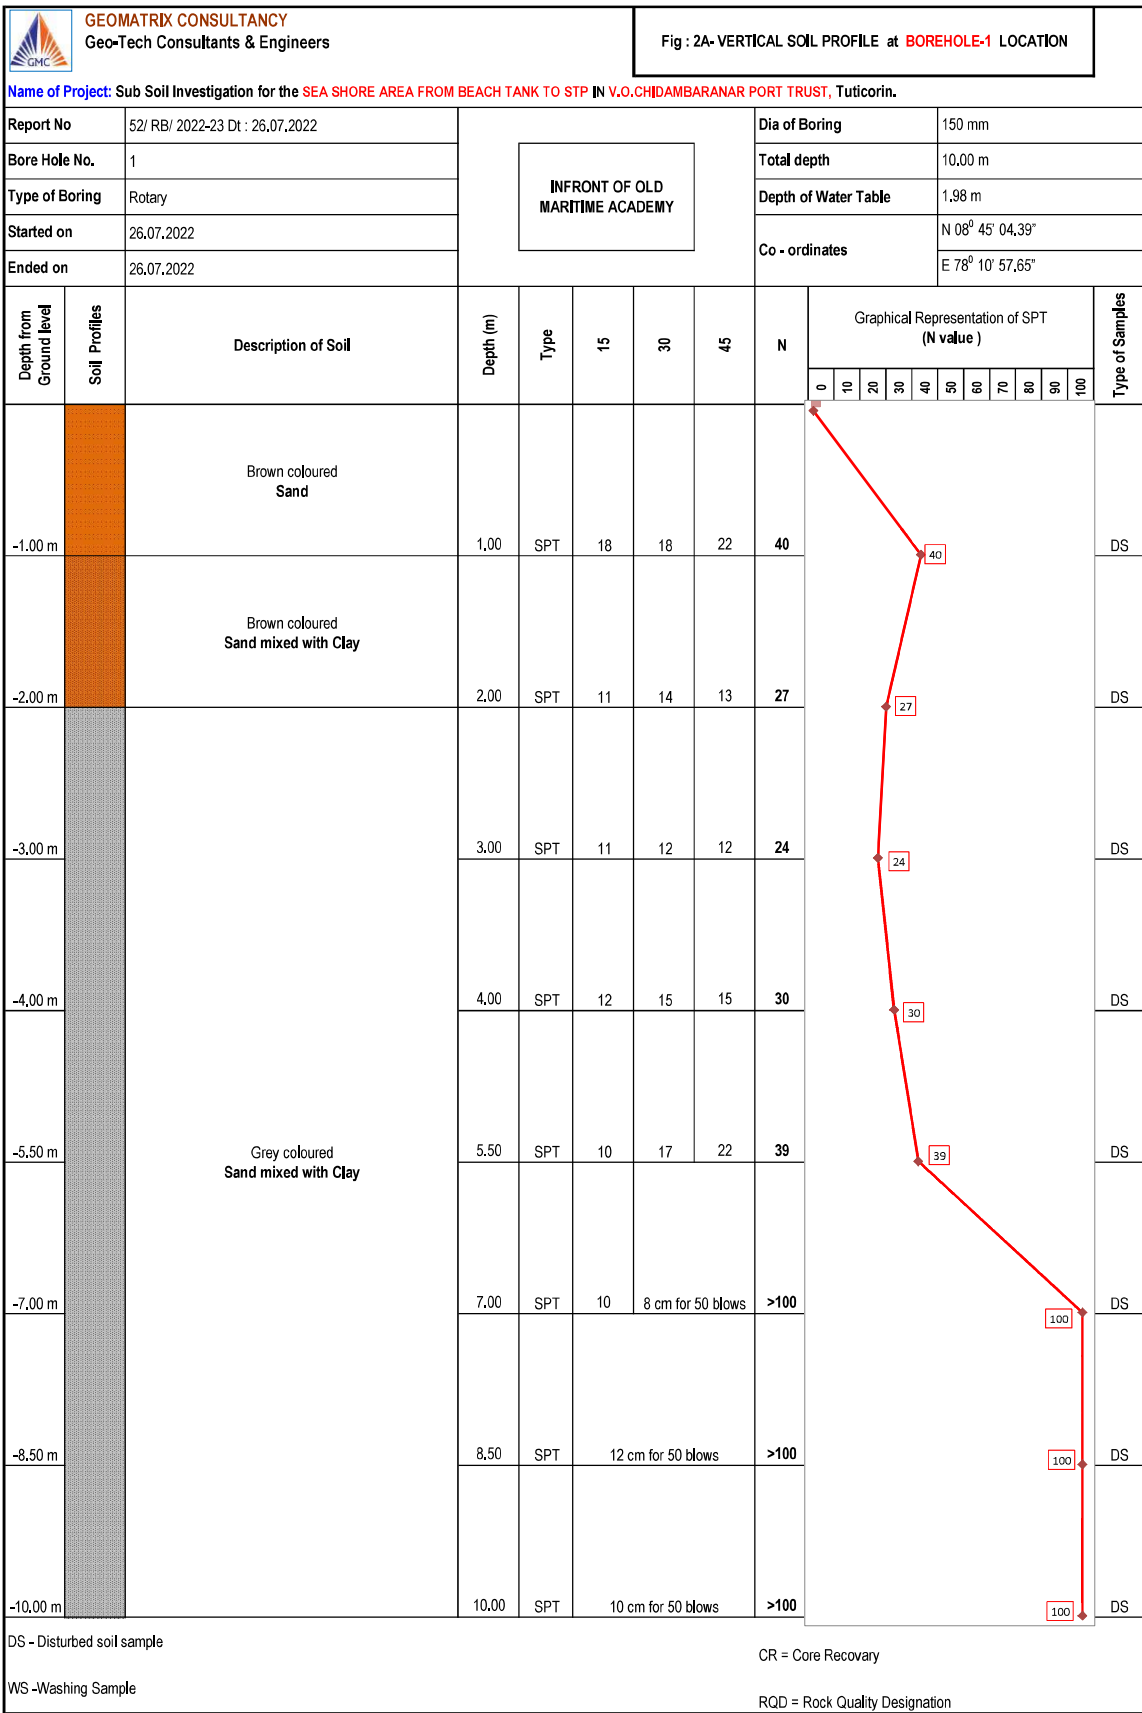 GMC
GEOMATRIX CONSULTANCY
Geo-Tech Consultants & Engineers
Fig : 2A- VERTICAL SOIL PROFILE at BOREHOLE-1 LOCATION
Name of Project: Sub Soil Investigation for the SEA SHORE AREA FROM BEACH TANK TO STP IN V.O.CHIDAMBARANAR PORT TRUST, Tuticorin.
Report No 52/ RB/ 2022-23 Dt : 26.07.2022
Bore Hole No. 1
Type of Boring Rotary
Started on 26.07.2022
Ended on 26.07.2022
INFRONT OF OLD
MARITIME ACADEMY
Dia of Boring 150 mm
Total depth 10.00 m
Depth of Water Table 1.98 m
Co - ordinates
N 08⁰ 45' 04.39"
E 78⁰ 10' 57.65"
Depth from
Ground level
Soil Profiles
Description of Soil
Depth (m)
Type
15
30
45
N
Graphical Representation of SPT
(N value )
0 10 20 30 40 50 60 70 80 90 100
Type of Samples
Brown coloured
Sand
-1.00 m 1.00 SPT 18 18 22 40 DS
40
Brown coloured
Sand mixed with Clay
-2.00 m 2.00 SPT 11 14 13 27 DS
27
-3.00 m 3.00 SPT 11 12 12 24 DS
24
-4.00 m 4.00 SPT 12 15 15 30 DS
30
Grey coloured
Sand mixed with Clay
-5.50 m 5.50 SPT 10 17 22 39 DS
39
-7.00 m 7.00 SPT 10 8 cm for 50 blows >100 DS
100
-8.50 m 8.50 SPT 12 cm for 50 blows >100 DS
100
-10.00 m 10.00 SPT 10 cm for 50 blows >100 DS
100
DS - Disturbed soil sample
CR = Core Recovary
WS -Washing Sample
RQD = Rock Quality Designation